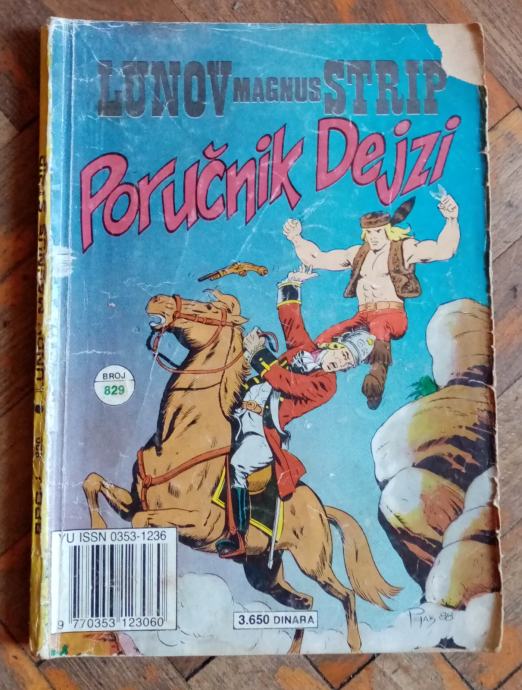 LUNOV MAGNUS STRIP
Poručnik Dejzi
BROJ
829
YU ISSN 0353-1236
9 770353 123060
3.650 DINARA